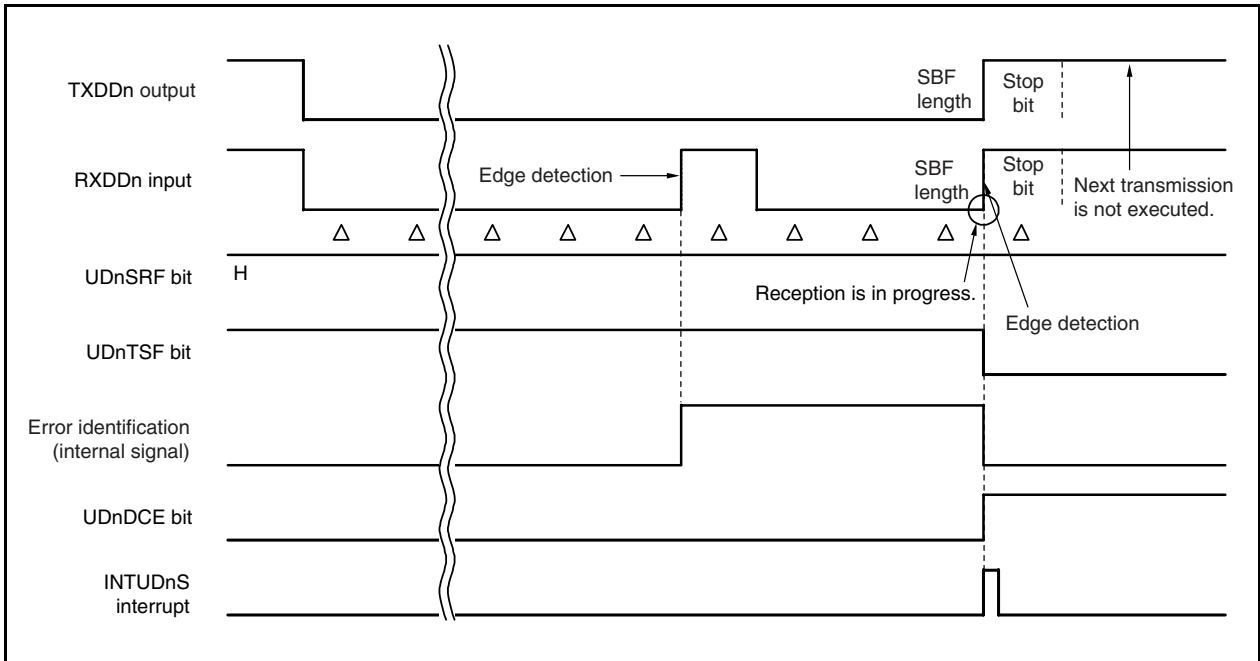 TXDDn output
SBF
length
Stop
bit
RXDDn input
Edge detection
SBF
length
Stop
bit
Next transmission
is not executed.
UDnSRF bit
H
Reception is in progress.
Edge detection
UDnTSF bit
Error identification
(internal signal)
UDnDCE bit
INTUDnS
interrupt